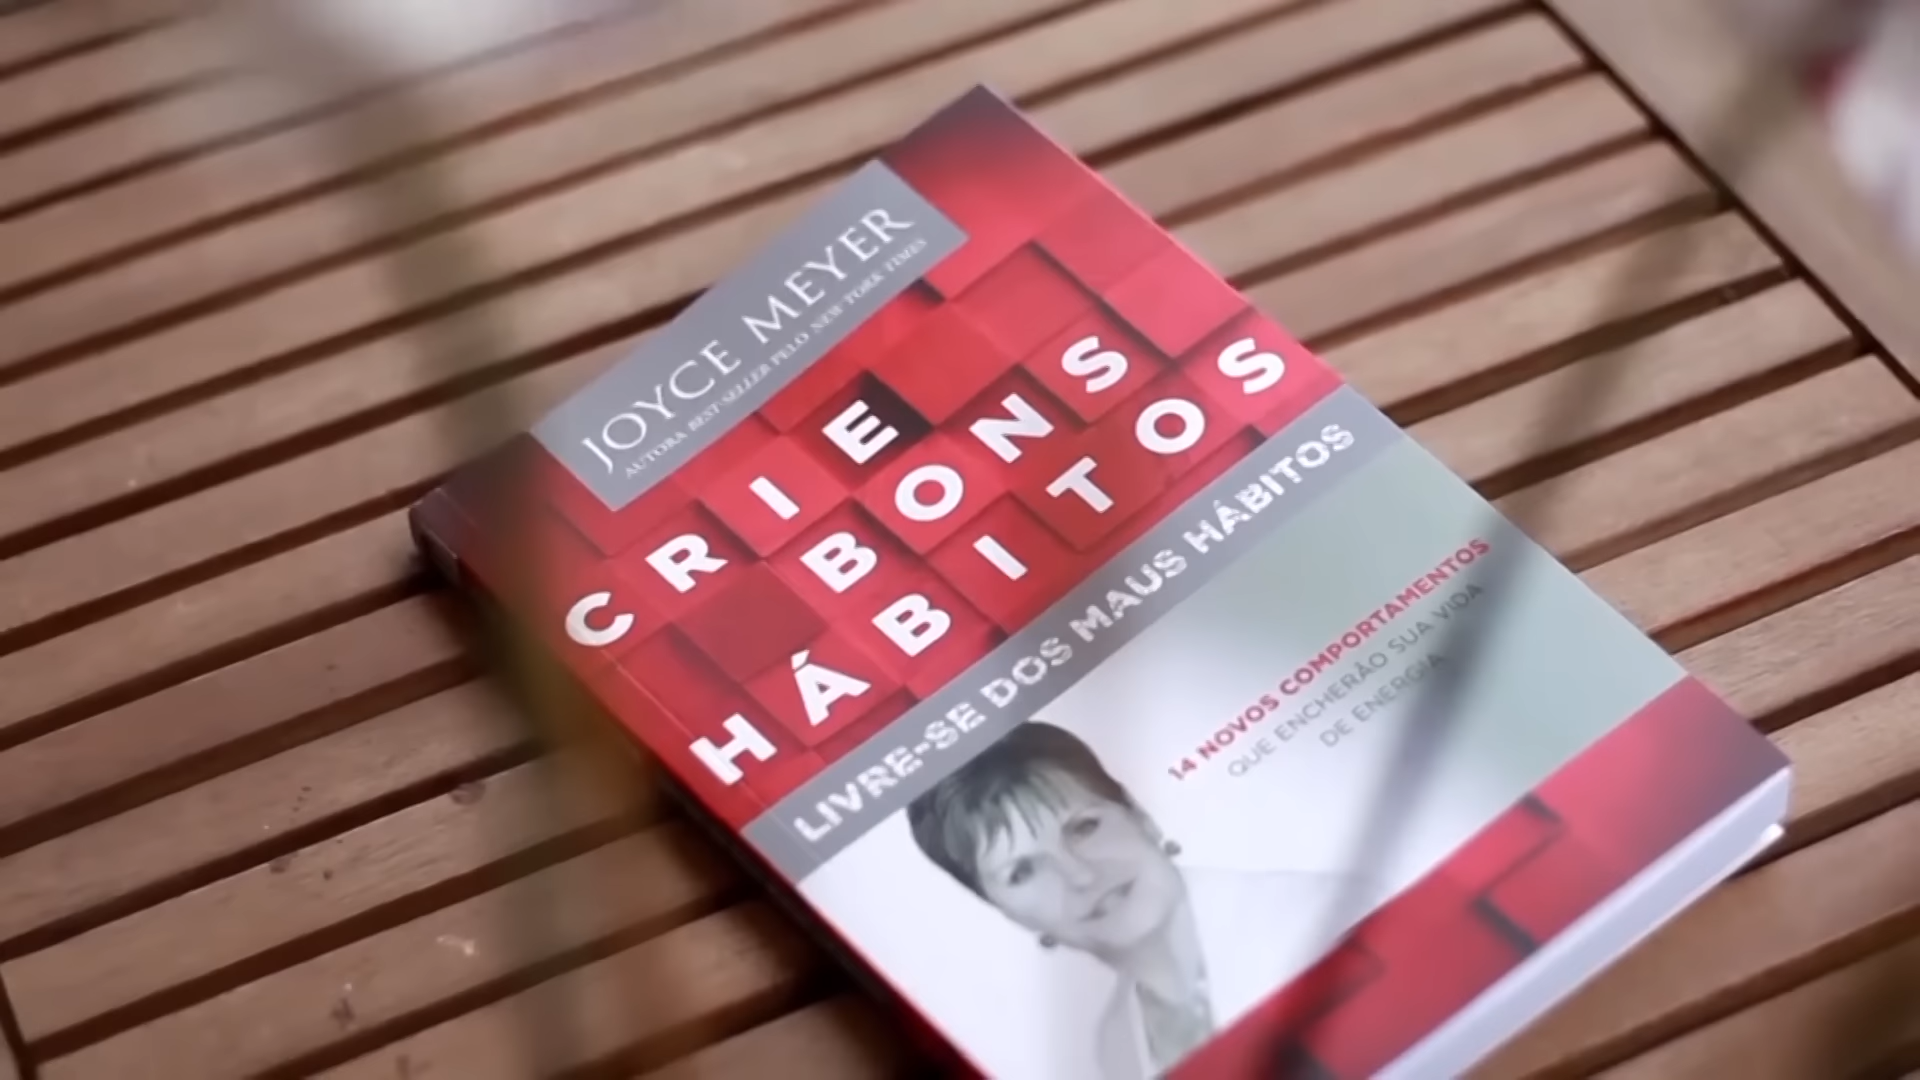 JOYCE MEYER
AUTORA BEST-SELLER PELO NEW YORK TIMES
CRIE
BONS
HÁBITOS
LIVRE-SE DOS MAUS HÁBITOS
14 NOVOS COMPORTAMENTOS
QUE ENCHERÃO SUA VIDA
DE ENERGIA